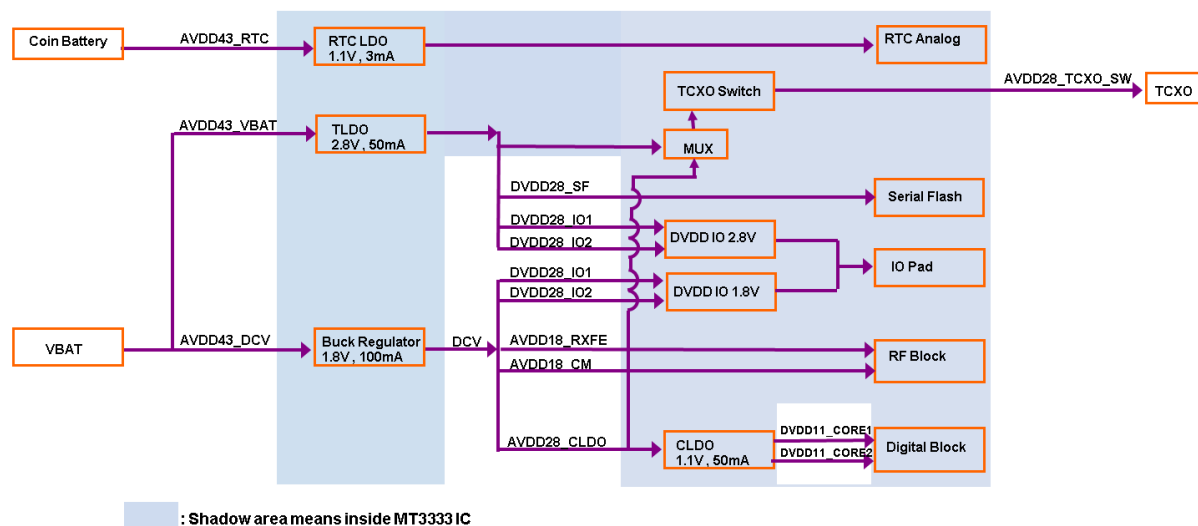 Coin Battery
AVDD43_RTC
RTC LDO
1.1V , 3mA
RTC Analog
TCXO Switch
AVDD28_TCXO_SW
TCXO
AVDD43_VBAT
TLDO
2.8V , 50mA
MUX
DVDD28_SF
Serial Flash
DVDD28_IO1
DVDD28_IO2
DVDD IO 2.8V
IO Pad
DVDD28_IO1
DVDD28_IO2
DVDD IO 1.8V
VBAT
AVDD43_DCV
Buck Regulator
1.8V , 100mA
DCV
AVDD18_RXFE
AVDD18_CM
RF Block
AVDD28_CLDO
CLDO
1.1V , 50mA
DVDD11_CORE1
DVDD11_CORE2
Digital Block
: Shadow area means inside MT3333 IC